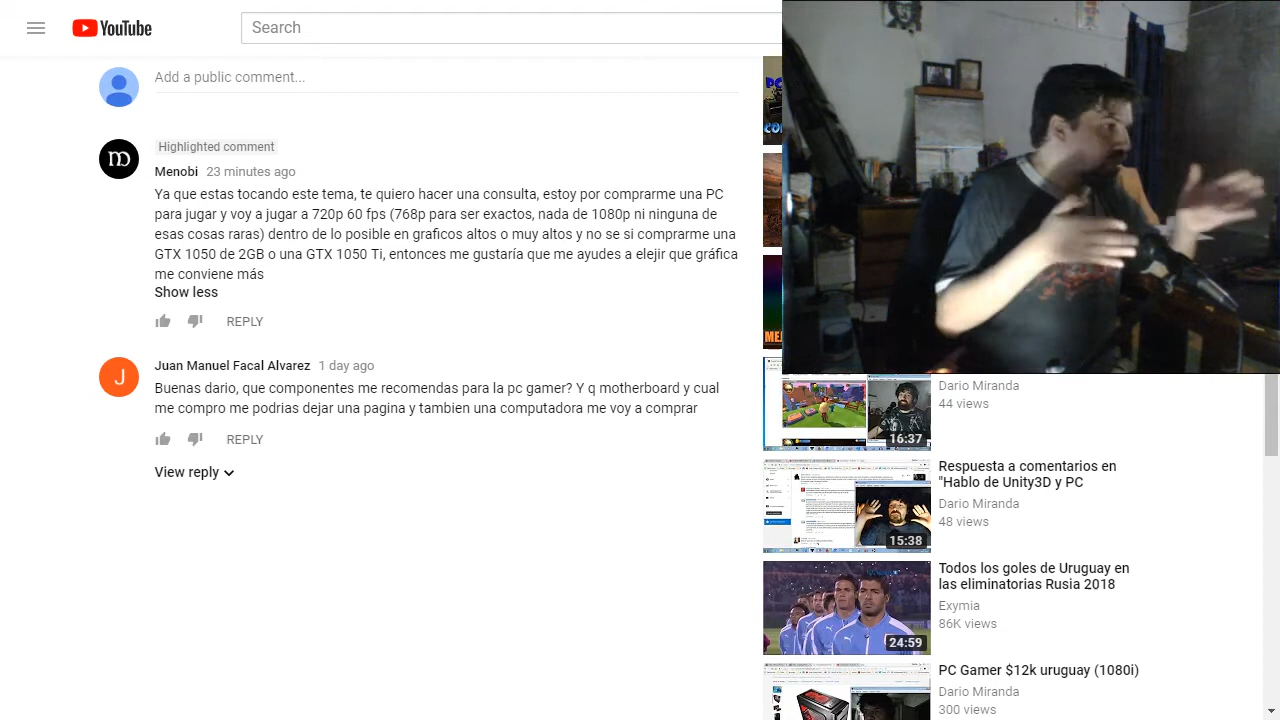 YouTube
Search
Add a public comment...
Highlighted comment
Menobi 23 minutes ago
Ya que estas tocando este tema, te quiero hacer una consulta, estoy por comprarme una PC
para jugar y voy a jugar a 720p 60 fps (768p para ser exactos, nada de 1080p ni ninguna de
esas cosas raras) dentro de lo posible en graficos altos o muy altos y no se si comprarme una
GTX 1050 de 2GB o una GTX 1050 Ti, entonces me gustaría que me ayudes a elejir que gráfica
me conviene más
Show less
REPLY
J
Juan Manuel Facal Alvarez 1 day ago
Buenas Dario, que componentes me recomendas para la pc gamer? Y q motherboard y cual
me compro me podrias dejar una pagina y tambien una computadora me voy a comprar
REPLY
View reply
Dario Miranda
44 views
16:37
Respondiendo comentarios en
"Hablemos de SSD y PS"
15:38
Todos los goles de Uruguay en
las eliminatorias Rusia 2018
Exymia
86K views
24:59
PC Gamer $12k Uruguay (1080i)
Dario Miranda
300 views